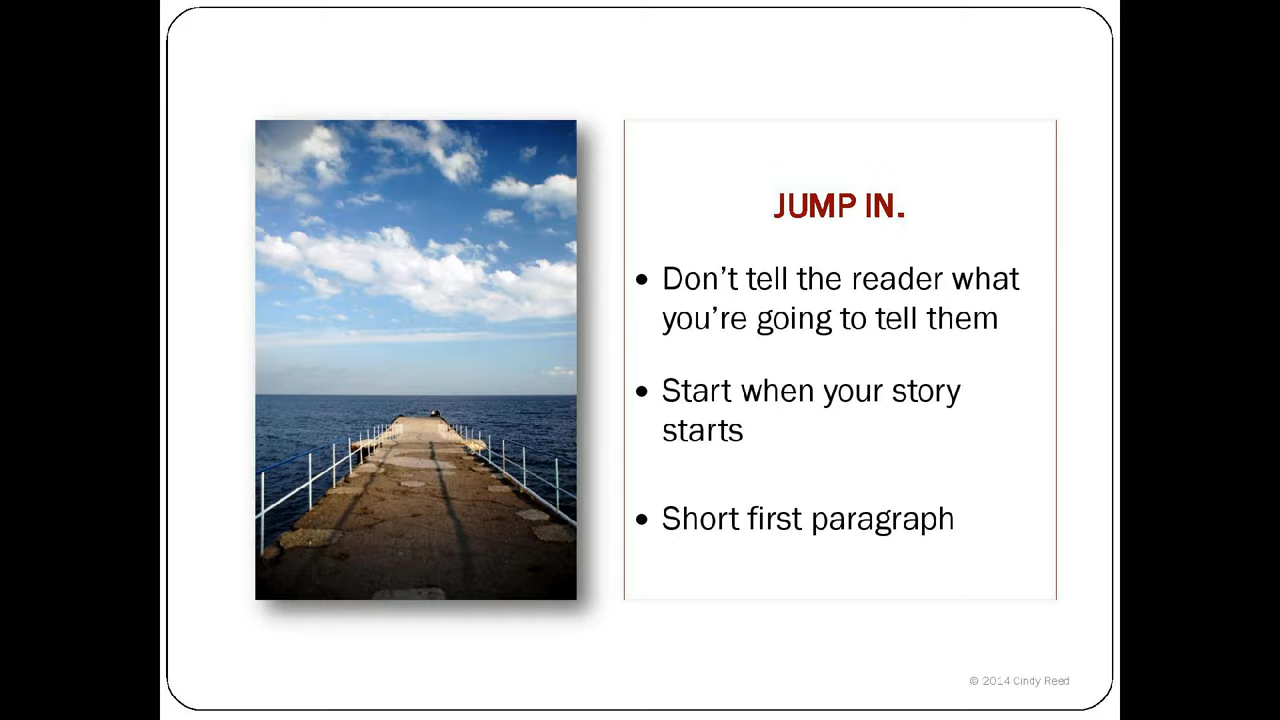 JUMP IN.
• Don’t tell the reader what
you’re going to tell them
• Start when your story
starts
• Short first paragraph
© 2014 Cindy Reed